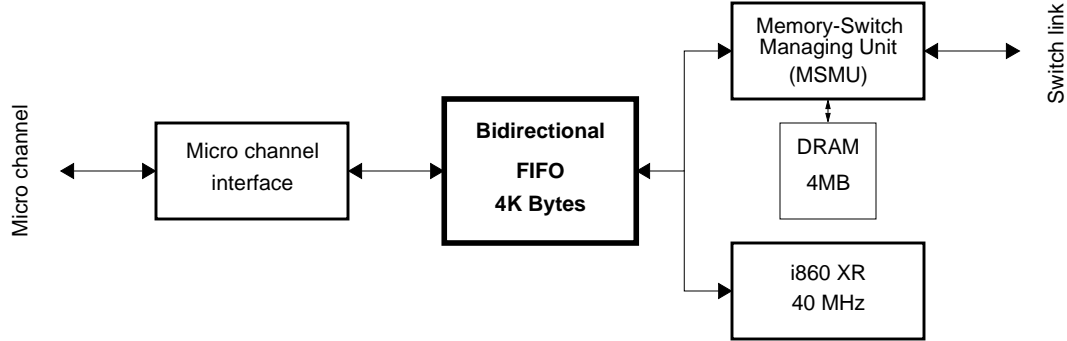 Micro channel
Micro channel
interface
Bidirectional
FIFO
4K Bytes
Memory-Switch
Managing Unit
(MSMU)
DRAM
4MB
i860 XR
40 MHz
Switch link